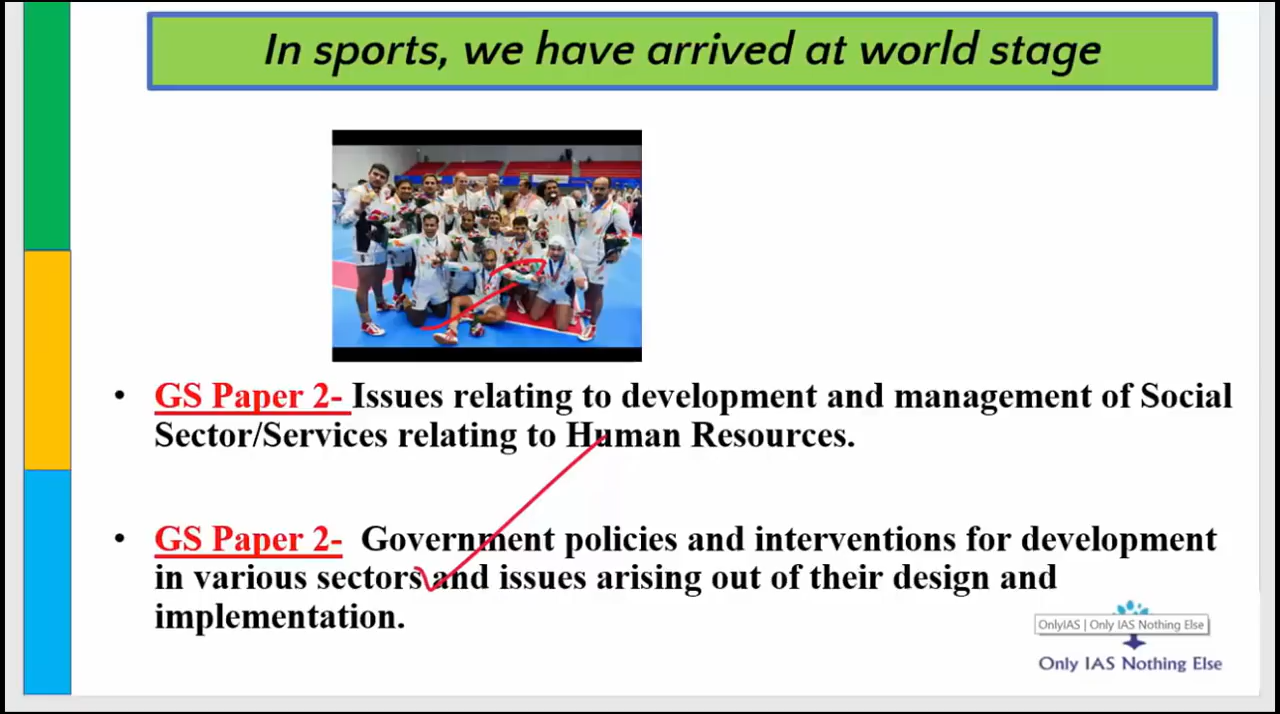 In sports, we have arrived at world stage
• GS Paper 2- Issues relating to development and management of Social
Sector/Services relating to Human Resources.
• GS Paper 2- Government policies and interventions for development
in various sectors and issues arising out of their design and
implementation.
OnlyIAS | Only IAS Nothing Else
Only IAS Nothing Else